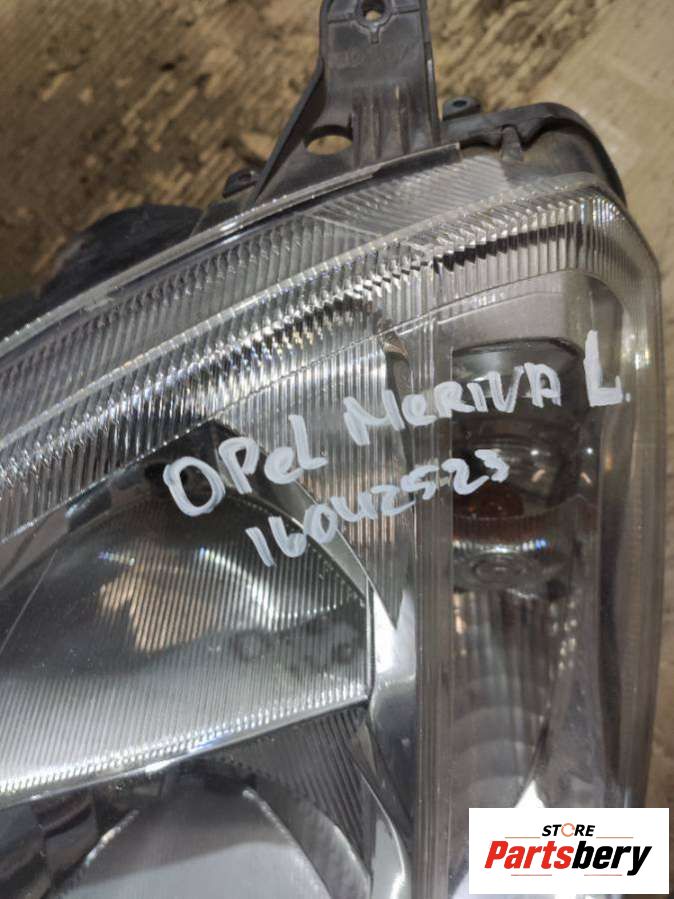 OPeL MERIVA L.
16042523
STORE
Partsbery